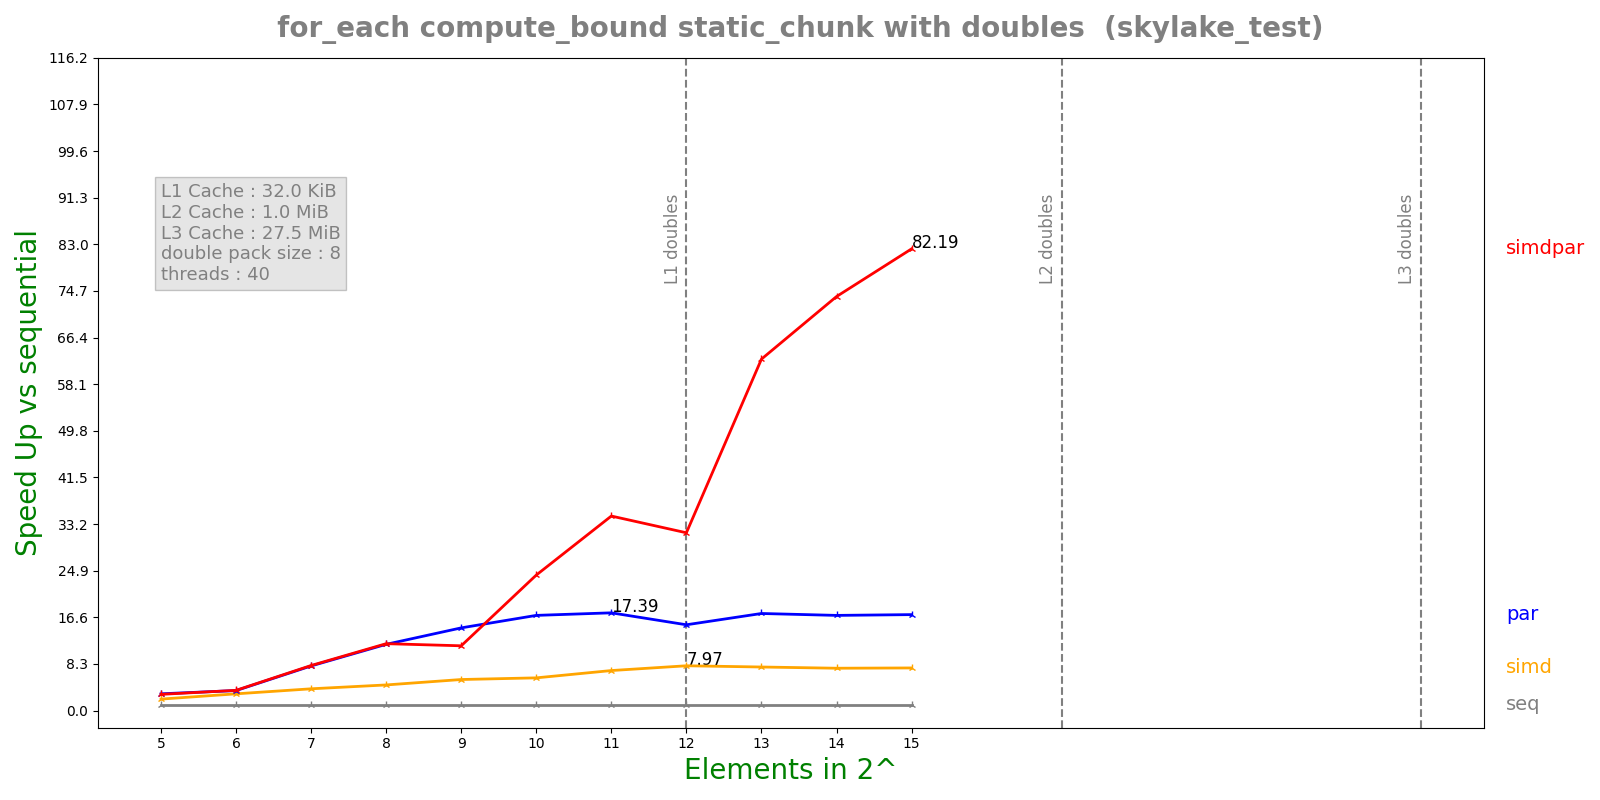 for_each compute_bound static_chunk with doubles (skylake_test)
Speed Up vs sequential
116.2
107.9
99.6
91.3
83.0
74.7
66.4
58.1
49.8
41.5
33.2
24.9
16.6
8.3
0.0
L1 Cache : 32.0 KiB
L2 Cache : 1.0 MiB
L3 Cache : 27.5 MiB
double pack size : 8
threads : 40
L1 doubles
L2 doubles
L3 doubles
82.19
17.39
7.97
simdpar
par
simd
seq
5 6 7 8 9 10 11 12 13 14 15
Elements in 2^